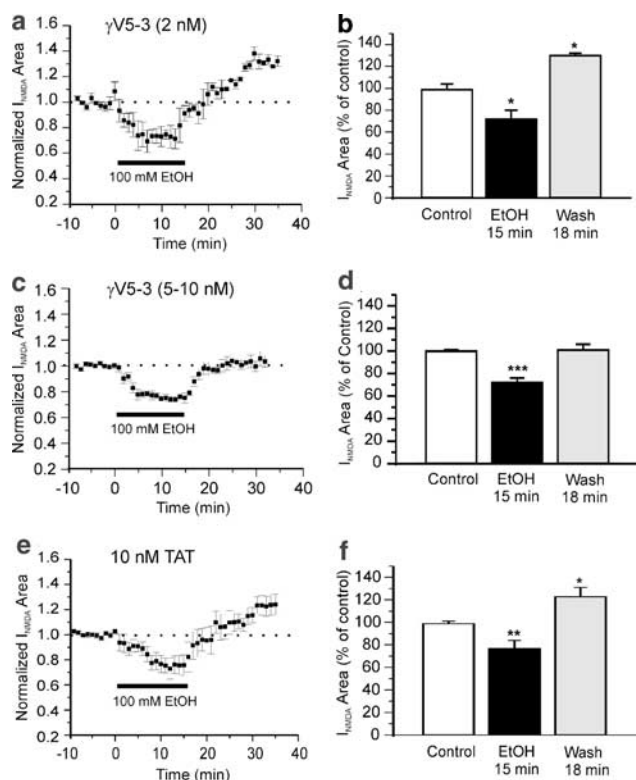 a
γV5-3 (2 nM)
Normalized I_NMDA Area
1.6
1.4
1.2
1.0
0.8
0.6
0.4
0.2
100 mM EtOH
-10 0 10 20 30 40
Time (min)
b
I_NMDA Area (% of control)
140
120
100
80
60
40
20
0
*
*
Control EtOH Wash
15 min 18 min
c
γV5-3 (5-10 nM)
Normalized I_NMDA Area
1.6
1.4
1.2
1.0
0.8
0.6
0.4
0.2
100 mM EtOH
-10 0 10 20 30 40
Time (min)
d
I_NMDA Area (% of Control)
140
120
100
80
60
40
20
0
***
Control EtOH Wash
15 min 18 min
e
10 nM TAT
Normalized I_NMDA Area
1.6
1.4
1.2
1.0
0.8
0.6
0.4
0.2
100 mM EtOH
-10 0 10 20 30 40
Time (min)
f
I_NMDA Area (% of control)
140
120
100
80
60
40
20
0
**
*
Control EtOH Wash
15 min 18 min